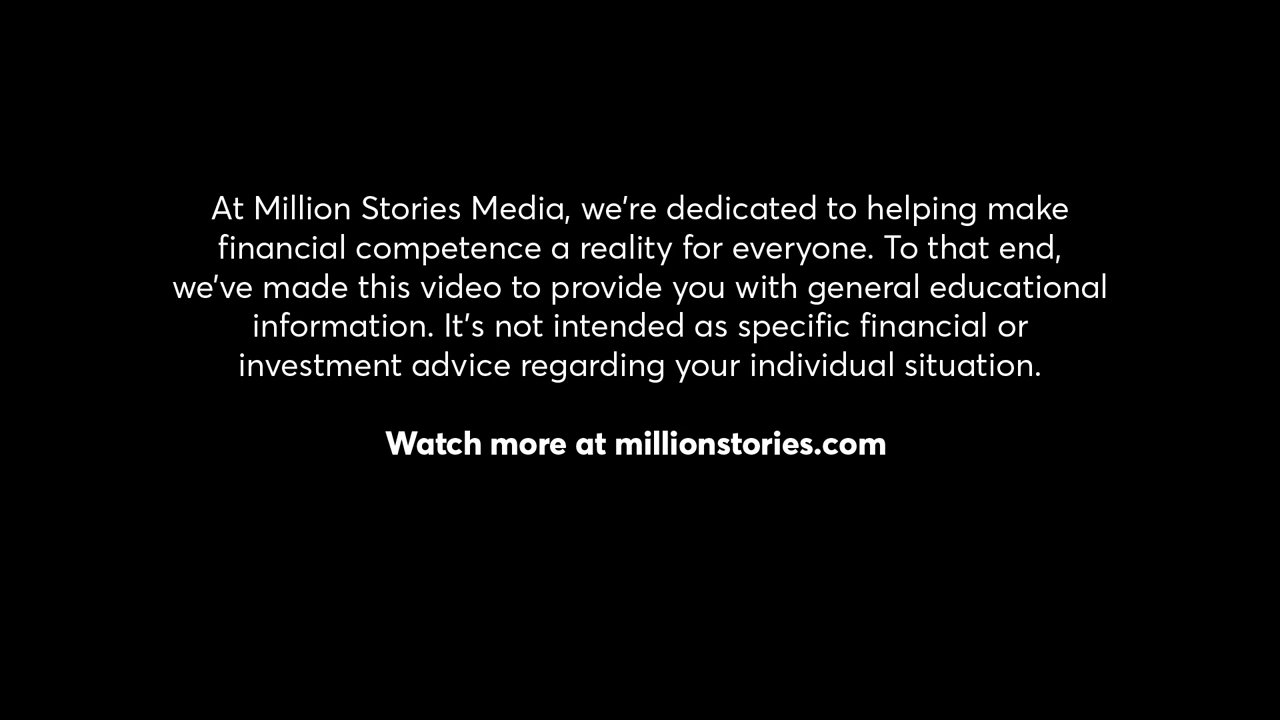 At Million Stories Media, we're dedicated to helping make
financial competence a reality for everyone. To that end,
we've made this video to provide you with general educational
information. It's not intended as specific financial or
investment advice regarding your individual situation.
Watch more at millionstories.com